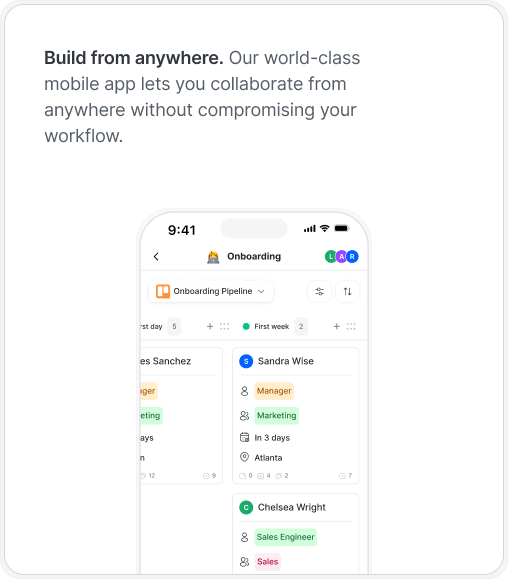 Build from anywhere. Our world-class
mobile app lets you collaborate from
anywhere without compromising your
workflow.
9:41
Onboarding
L A R
Onboarding Pipeline
rst day 5
First week 2
es Sanchez
ager
eting
ays
n
12 9
S Sandra Wise
Manager
Marketing
In 3 days
Atlanta
0 4 2 7
C Chelsea Wright
Sales Engineer
Sales